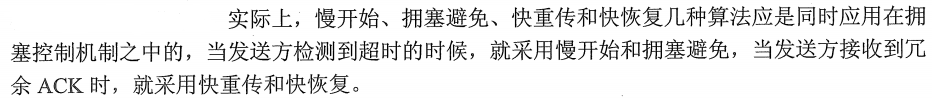 实际上，慢开始、拥塞避免、快重传和快恢复几种算法应是同时应用在拥
塞控制机制之中的，当发送方检测到超时的时候，就采用慢开始和拥塞避免，当发送方接收到冗
余 ACK 时，就采用快重传和快恢复。